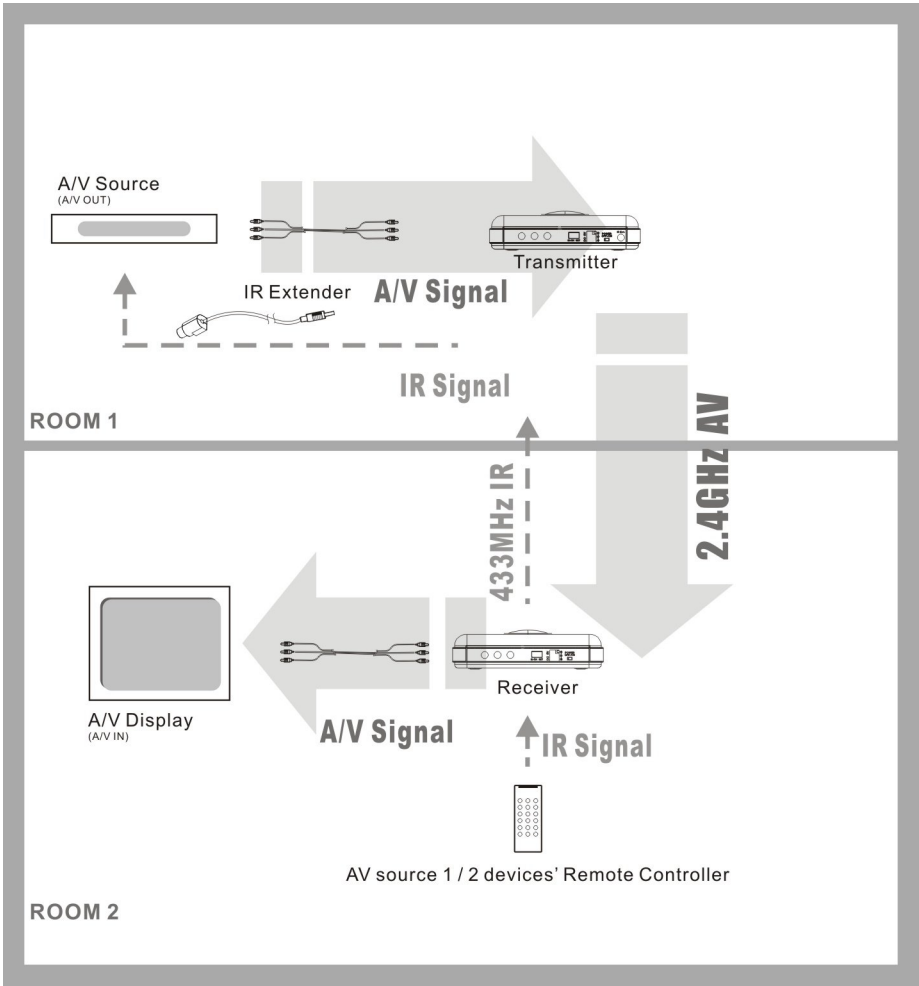 A/V Source
(A/V OUT)
Transmitter
IR Extender
A/V Signal
IR Signal
ROOM 1
2.4GHz AV
433MHz IR
Receiver
A/V Display
(A/V IN)
A/V Signal
IR Signal
AV source 1 / 2 devices’ Remote Controller
ROOM 2